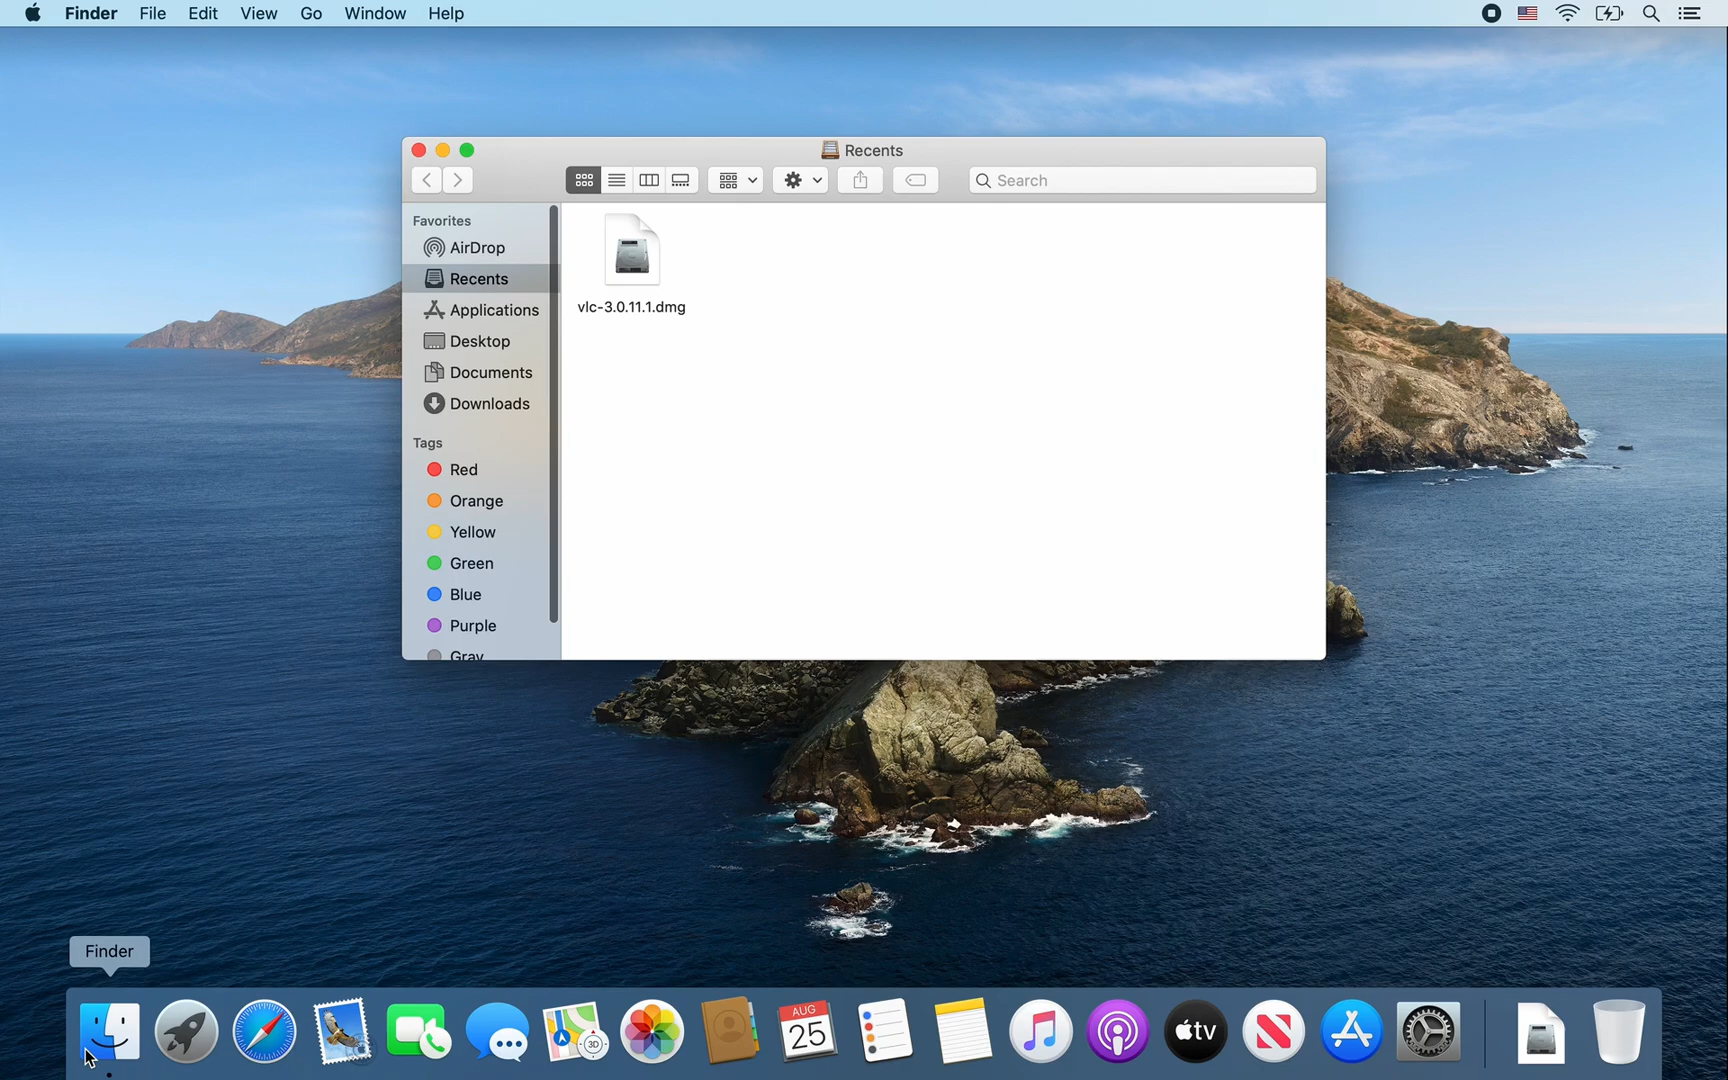 Finder File Edit View Go Window Help
Recents
Search
Favorites
AirDrop
Recents
Applications
Desktop
Documents
Downloads
Tags
Red
Orange
Yellow
Green
Blue
Purple
Gray
vlc-3.0.11.1.dmg
Finder
3D
AUG
25
tv